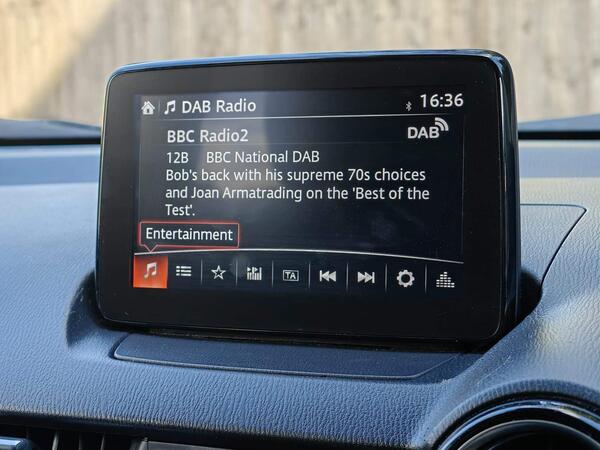 DAB Radio 16:36
BBC Radio2 DAB
12B BBC National DAB
Bob's back with his supreme 70s choices
and Joan Armatrading on the 'Best of the
Test'.
Entertainment
TA